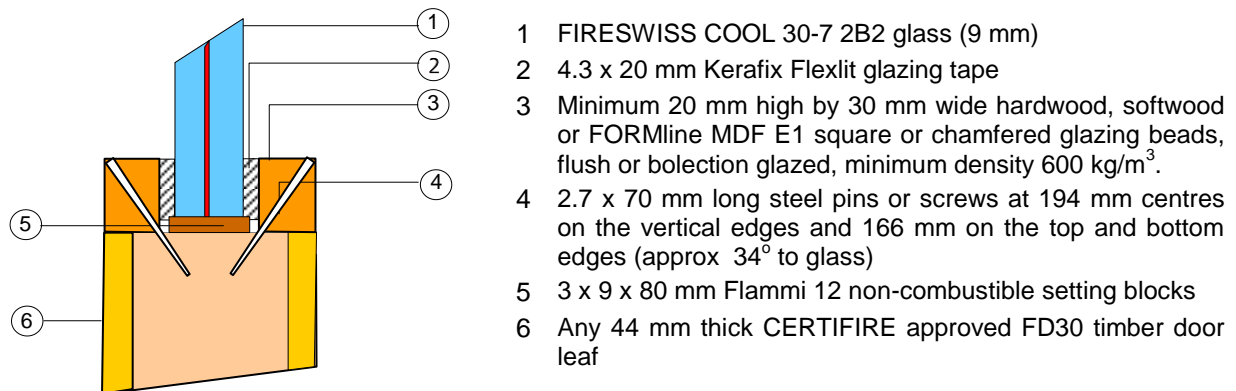 1
2
3
4
5
6
1 FIRESWISS COOL 30-7 2B2 glass (9 mm)
2 4.3 x 20 mm Kerafix Flexlit glazing tape
3 Minimum 20 mm high by 30 mm wide hardwood, softwood
or FORMline MDF E1 square or chamfered glazing beads,
flush or bolection glazed, minimum density 600 kg/m³.
4 2.7 x 70 mm long steel pins or screws at 194 mm centres
on the vertical edges and 166 mm on the top and bottom
edges (approx 34° to glass)
5 3 x 9 x 80 mm Flammi 12 non-combustible setting blocks
6 Any 44 mm thick CERTIFIRE approved FD30 timber door
leaf